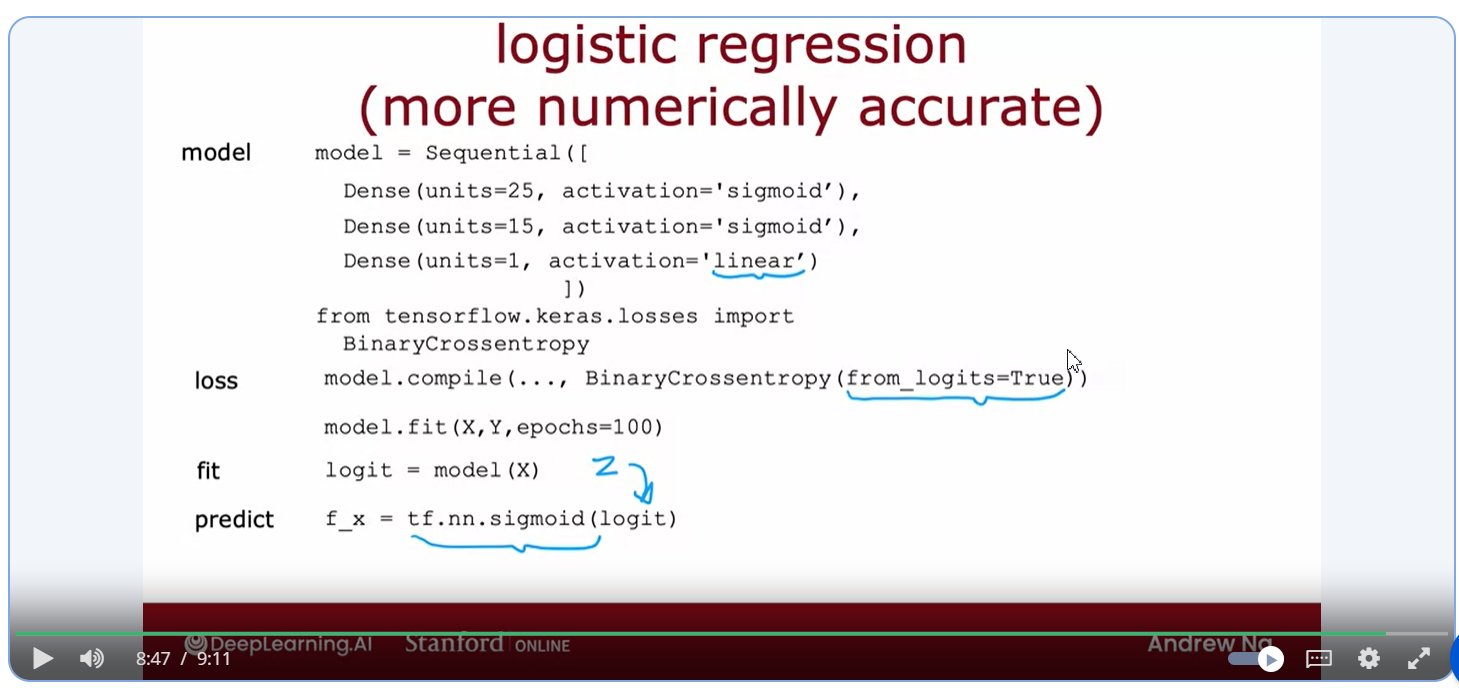 logistic regression
(more numerically accurate)
model model = Sequential([
Dense(units=25, activation='sigmoid’),
Dense(units=15, activation='sigmoid’),
Dense(units=1, activation='linear’)
])
from tensorflow.keras.losses import
BinaryCrossentropy
loss model.compile(..., BinaryCrossentropy(from_logits=True))
model.fit(X,Y,epochs=100)
z
fit logit = model(X)
predict f_x = tf.nn.sigmoid(logit)
DeepLearning.AI Stanford ONLINE Andrew Ng
8:47 / 9:11